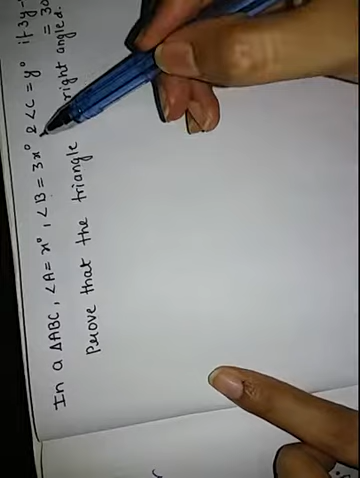 In a ΔABC, ∠A = x°, ∠B = 3x° & ∠C = y° if 3y-
= 30
Prove that the triangle right angled.